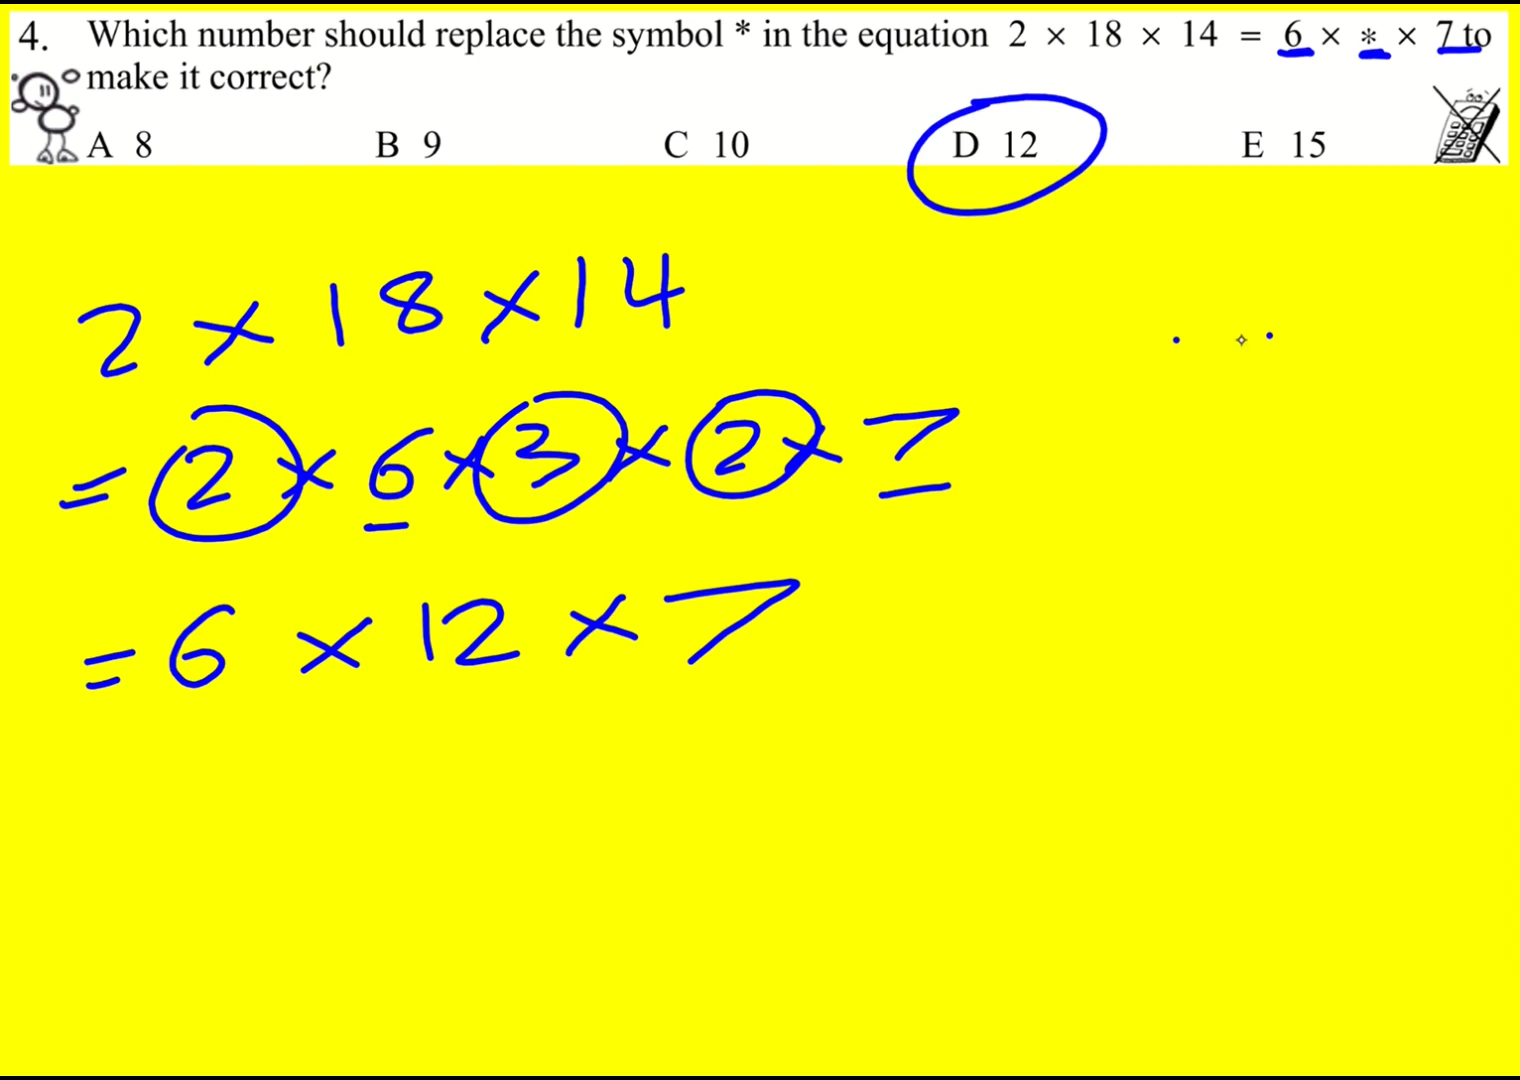 4. Which number should replace the symbol * in the equation 2 × 18 × 14 = 6 × * × 7 to
make it correct?
A 8 B 9 C 10 D 12 E 15
2 × 18 × 14
= 2 × 6 × 3 × 2 × 7
= 6 × 12 × 7